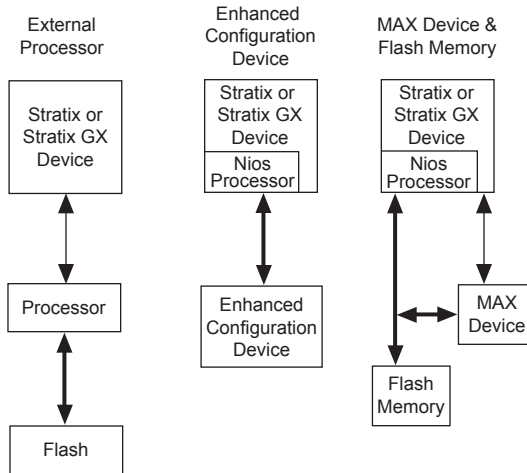 External
Processor
Stratix or
Stratix GX
Device
Processor
Flash
Enhanced
Configuration
Device
Stratix or
Stratix GX
Device
Nios
Processor
Enhanced
Configuration
Device
MAX Device &
Flash Memory
Stratix or
Stratix GX
Device
Nios
Processor
MAX
Device
Flash
Memory